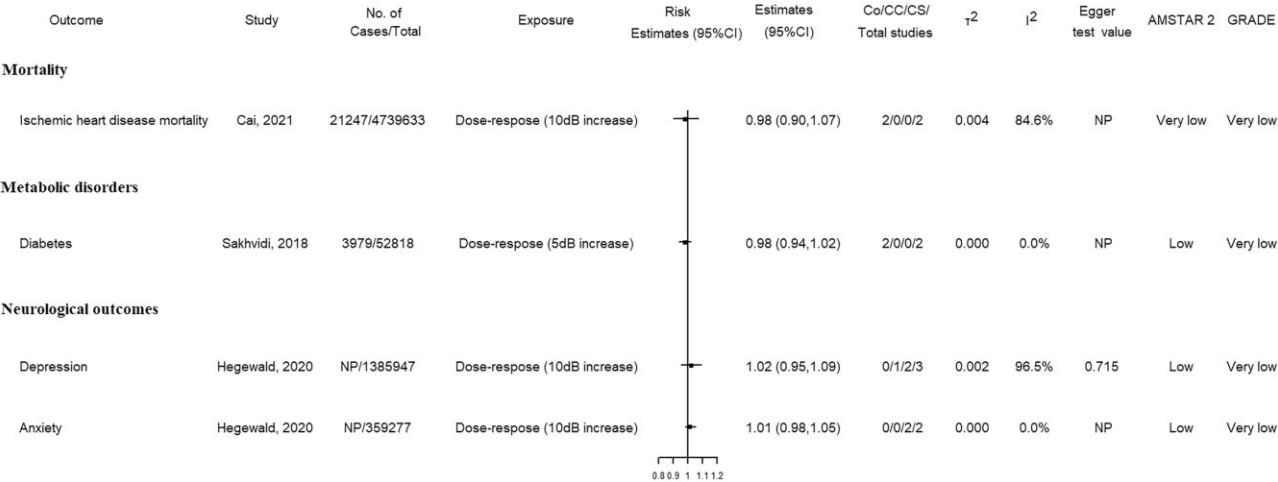 Outcome Study No. of Cases/Total Exposure Risk Estimates (95%CI) Estimates (95%CI) Co/CC/CS/ Total studies τ2 I2 Egger test value AMSTAR 2 GRADE
Mortality
Ischemic heart disease mortality Cai, 2021 21247/4739633 Dose-respose (10dB increase) 0.98 (0.90,1.07) 2/0/0/2 0.004 84.6% NP Very low Very low
Metabolic disorders
Diabetes Sakhvidi, 2018 3979/52818 Dose-respose (5dB increase) 0.98 (0.94,1.02) 2/0/0/2 0.000 0.0% NP Low Very low
Neurological outcomes
Depression Hegewald, 2020 NP/1385947 Dose-respose (10dB increase) 1.02 (0.95,1.09) 0/1/2/3 0.002 96.5% 0.715 Low Very low
Anxiety Hegewald, 2020 NP/359277 Dose-respose (10dB increase) 1.01 (0.98,1.05) 0/0/2/2 0.000 0.0% NP Low Very low
0.8 0.9 1 1.1 1.2